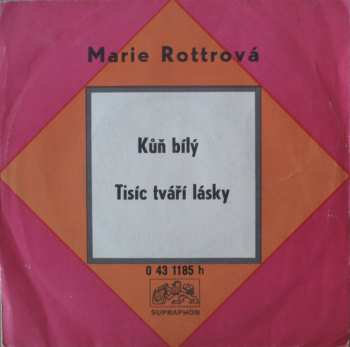 Marie Rottrová
Kůň bílý
Tisíc tváří lásky
0 43 1185 h
SUPRAPHON